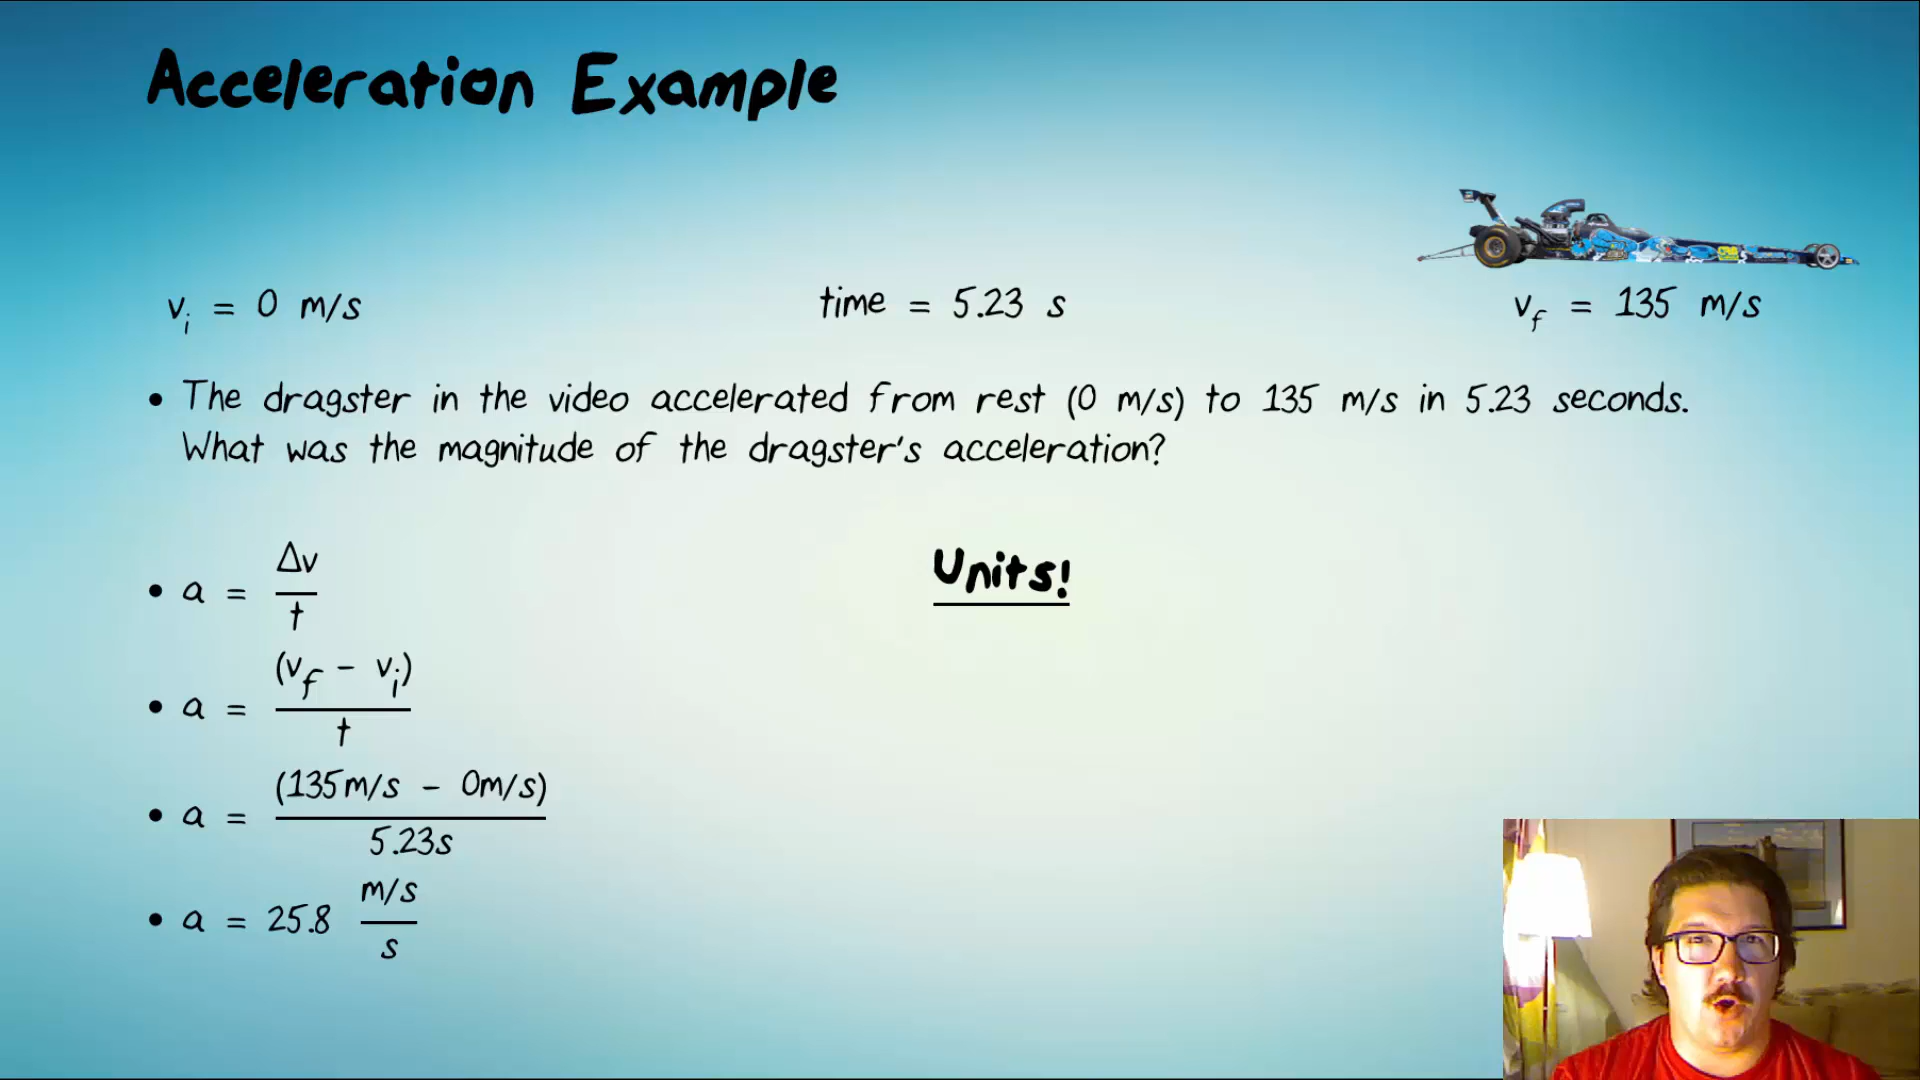 Acceleration Example
vᵢ = 0 m/s
time = 5.23 s
v_f = 135 m/s
• The dragster in the video accelerated from rest (0 m/s) to 135 m/s in 5.23 seconds.
What was the magnitude of the dragster's acceleration?
Units!
• a = Δv / t
• a = (v_f - vᵢ) / t
• a = (135m/s - 0m/s) / 5.23s
• a = 25.8 m/s / s